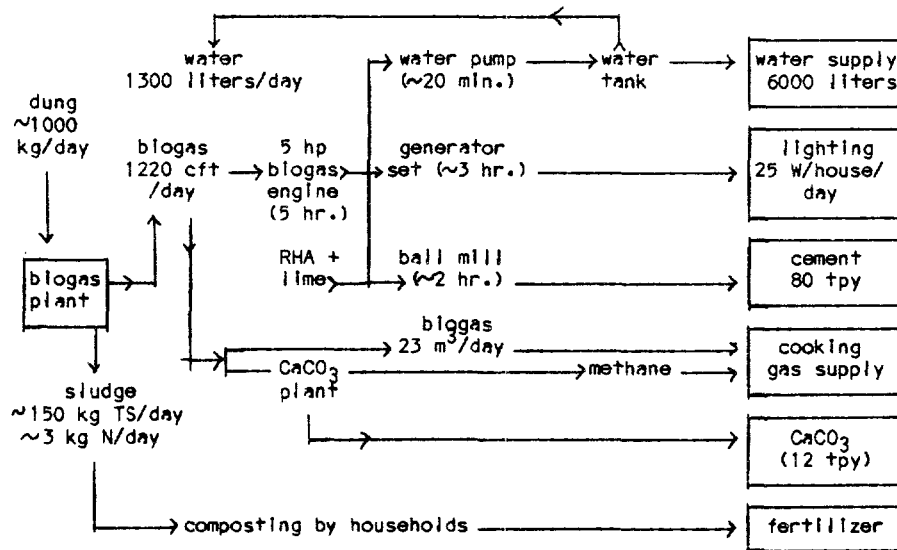 water
1300 liters/day
water pump
(~20 min.)
water
tank
water supply
6000 liters
dung
~1000
kg/day
biogas
1220 cft
/day
5 hp
biogas
engine
(5 hr.)
generator
set (~3 hr.)
lighting
25 W/house/
day
RHA +
lime
ball mill
(~2 hr.)
cement
80 tpy
biogas
plant
biogas
23 m³/day
CaCO₃
plant
methane
cooking
gas supply
sludge
~150 kg TS/day
~3 kg N/day
CaCO₃
(12 tpy)
composting by households
fertilizer